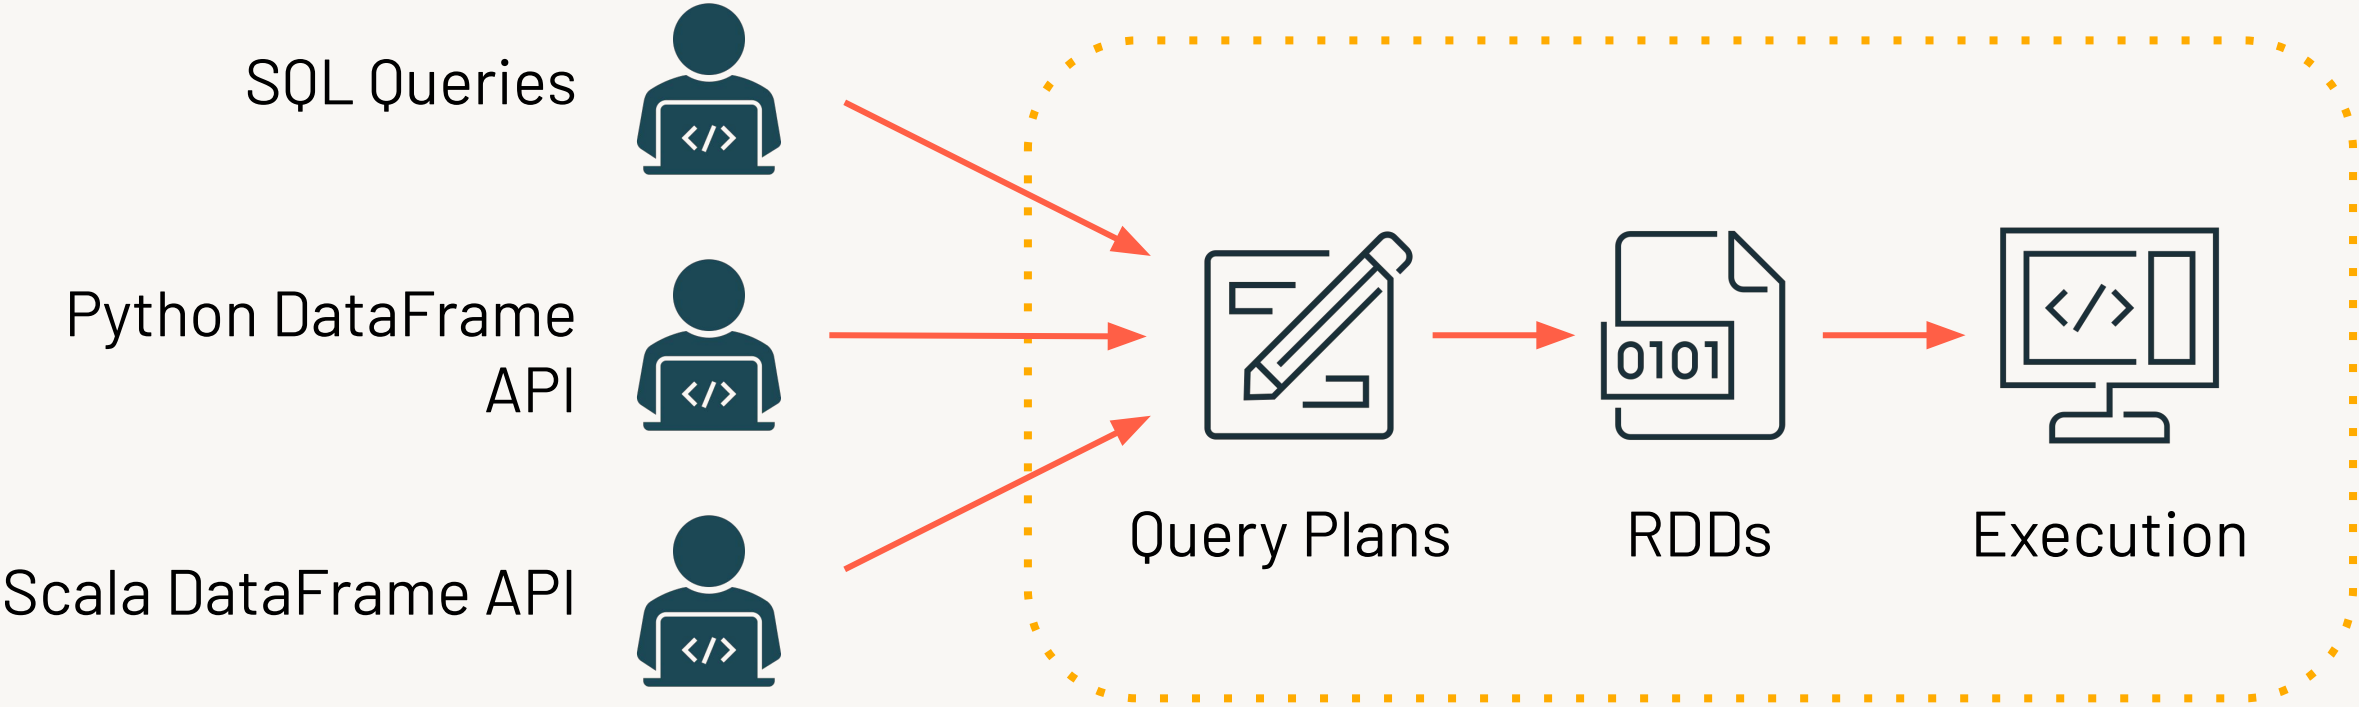 SQL Queries
</>
Python DataFrame
API
</>
Scala DataFrame API
</>
0101
</>
Query Plans
RDDs
Execution